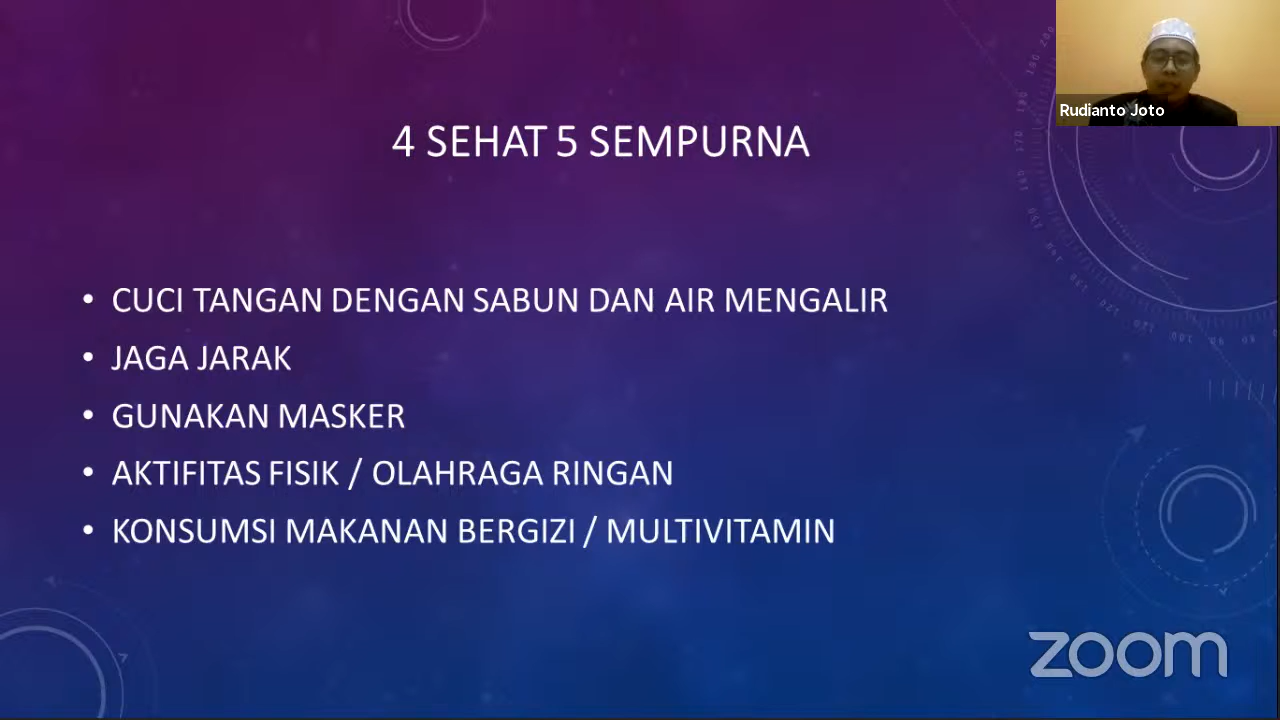 Rudianto Joto
4 SEHAT 5 SEMPURNA
• CUCI TANGAN DENGAN SABUN DAN AIR MENGALIR
• JAGA JARAK
• GUNAKAN MASKER
• AKTIFITAS FISIK / OLAHRAGA RINGAN
• KONSUMSI MAKANAN BERGIZI / MULTIVITAMIN
zoom